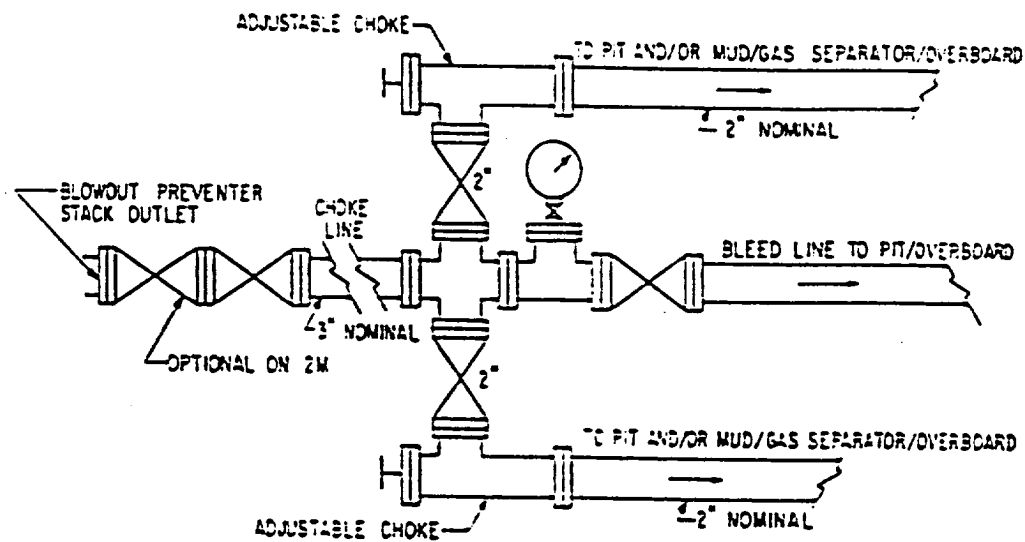 ADJUSTABLE CHOKE
TO PIT AND/OR MUD/GAS SEPARATOR/OVERBOARD
2" NOMINAL
2"
BLOWOUT PREVENTER
STACK OUTLET
CHOKE
LINE
BLEED LINE TO PIT/OVERBOARD
3" NOMINAL
OPTIONAL ON 2M
2"
TO PIT AND/OR MUD/GAS SEPARATOR/OVERBOARD
2" NOMINAL
ADJUSTABLE CHOKE